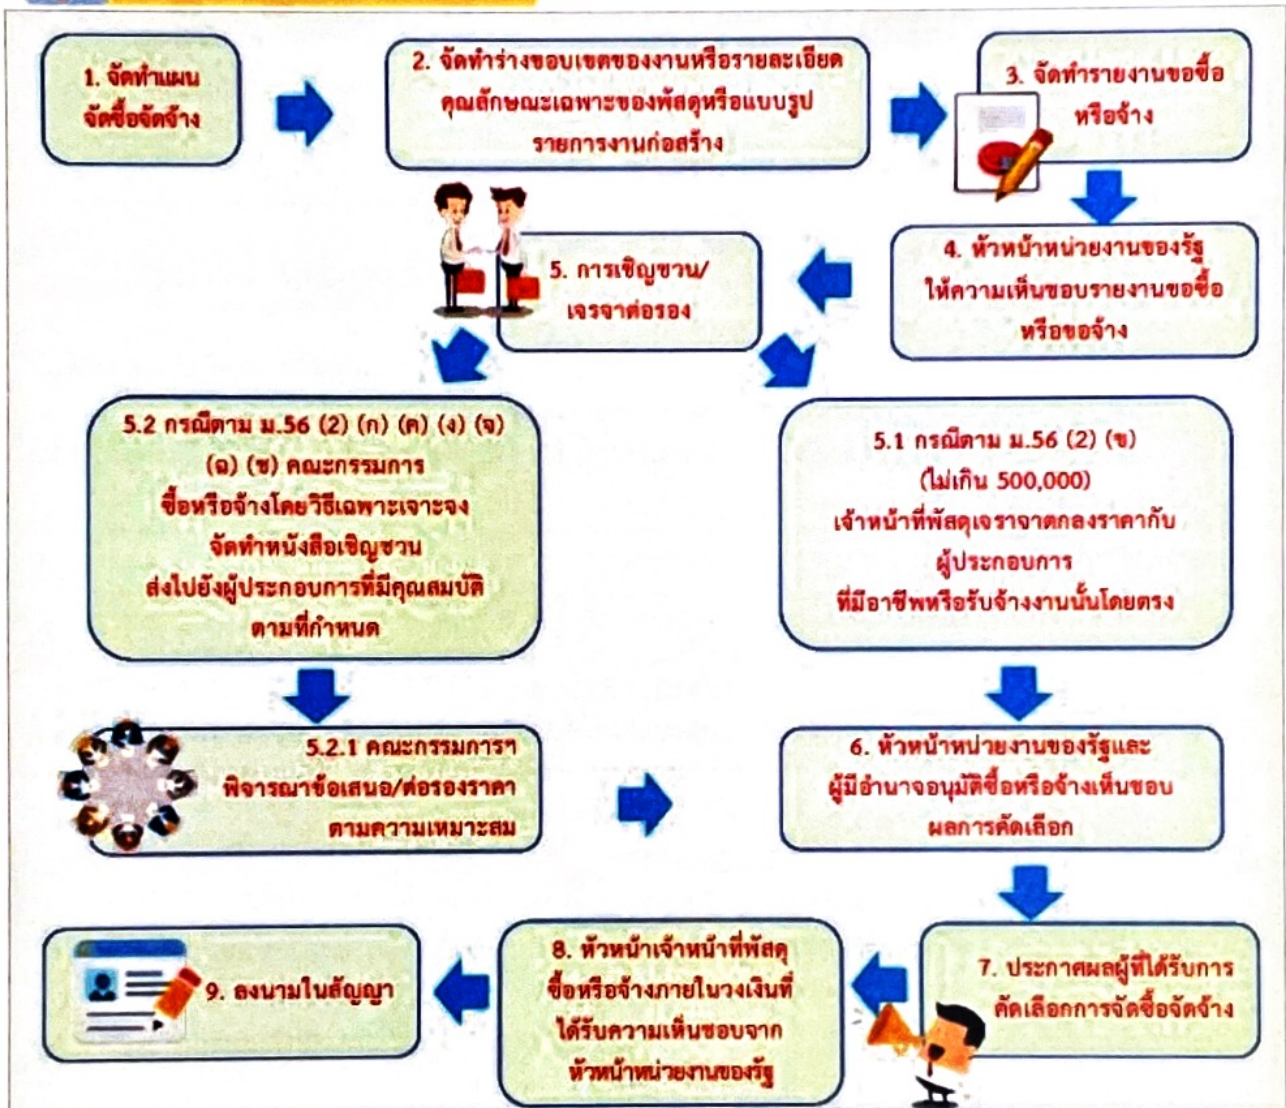 1. จัดทำแผน
จัดซื้อจัดจ้าง
2. จัดทำร่างขอบเขตของงานหรือรายละเอียด
คุณลักษณะเฉพาะของพัสดุหรือแบบรูป
รายการงานก่อสร้าง
3. จัดทำรายงานขอซื้อ
หรือจ้าง
4. หัวหน้าหน่วยงานของรัฐ
ให้ความเห็นชอบรายงานขอซื้อ
หรือขอจ้าง
5. การเชิญชวน/
เจรจาต่อรอง
5.2 กรณีตาม ม.56 (2) (ก) (ค) (ง) (จ)
(ฉ) (ช) คณะกรรมการ
ซื้อหรือจ้างโดยวิธีเฉพาะเจาะจง
จัดทำหนังสือเชิญชวน
ส่งไปยังผู้ประกอบการที่มีคุณสมบัติ
ตามที่กำหนด
5.1 กรณีตาม ม.56 (2) (ข)
(ไม่เกิน 500,000)
เจ้าหน้าที่พัสดุเจราจาตกลงราคากับ
ผู้ประกอบการ
ที่มีอาชีพหรือรับจ้างงานนั้นโดยตรง
5.2.1 คณะกรรมการฯ
พิจารณาข้อเสนอ/ต่อรองราคา
ตามความเหมาะสม
6. หัวหน้าหน่วยงานของรัฐและ
ผู้มีอำนาจอนุมัติซื้อหรือจ้างเห็นชอบ
ผลการคัดเลือก
7. ประกาศผลผู้ที่ได้รับการ
คัดเลือกการจัดซื้อจัดจ้าง
8. หัวหน้าเจ้าหน้าที่พัสดุ
ซื้อหรือจ้างภายในวงเงินที่
ได้รับความเห็นชอบจาก
หัวหน้าหน่วยงานของรัฐ
9. ลงนามในสัญญา